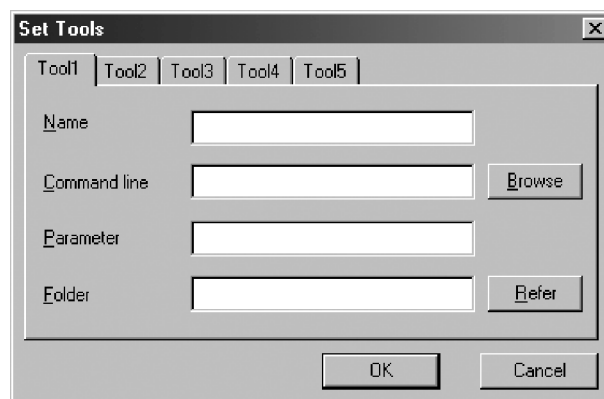 Set Tools
Tool1 Tool2 Tool3 Tool4 Tool5
Name
Command line Browse
Parameter
Folder Refer
OK Cancel